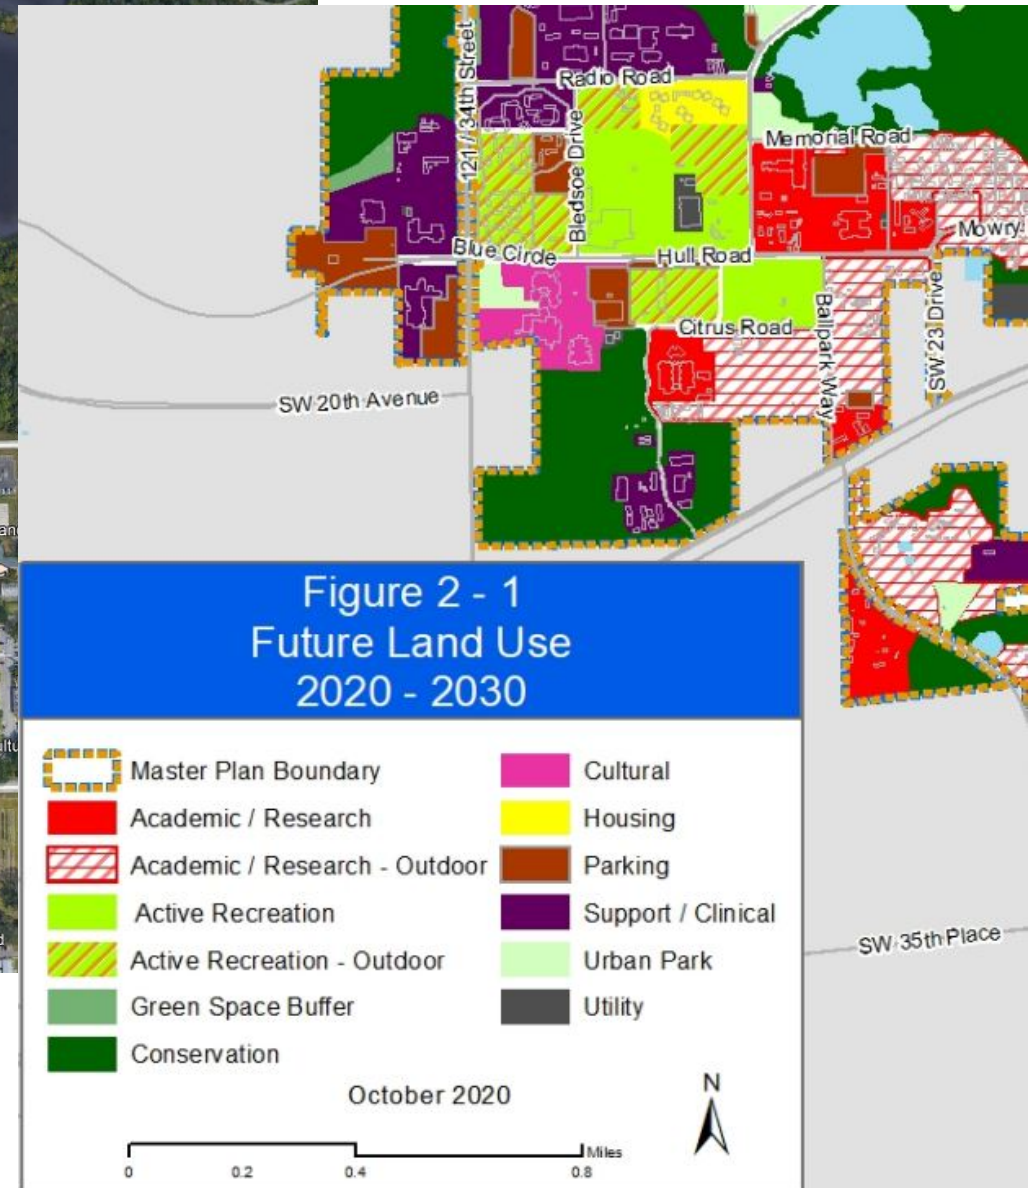 121 / 34th Street
Radio Road
Bledsoe Drive
Memorial Road
Mowry
Blue Circle
Hull Road
Citrus Road
Ballpark Way
SW 23 Drive
SW 20th Avenue
Figure 2 - 1
Future Land Use
2020 - 2030
Master Plan Boundary
Academic / Research
Academic / Research - Outdoor
Active Recreation
Active Recreation - Outdoor
Green Space Buffer
Conservation
Cultural
Housing
Parking
Support / Clinical
Urban Park
Utility
SW 35th Place
October 2020
N
Miles
0 0.2 0.4 0.8